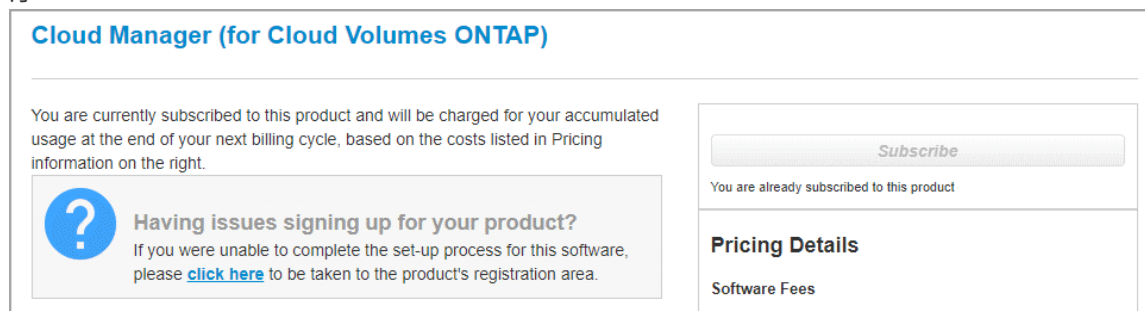 Cloud Manager (for Cloud Volumes ONTAP)
You are currently subscribed to this product and will be charged for your accumulated
usage at the end of your next billing cycle, based on the costs listed in Pricing
information on the right.
?
Having issues signing up for your product?
If you were unable to complete the set-up process for this software,
please click here to be taken to the product's registration area.
Subscribe
You are already subscribed to this product
Pricing Details
Software Fees